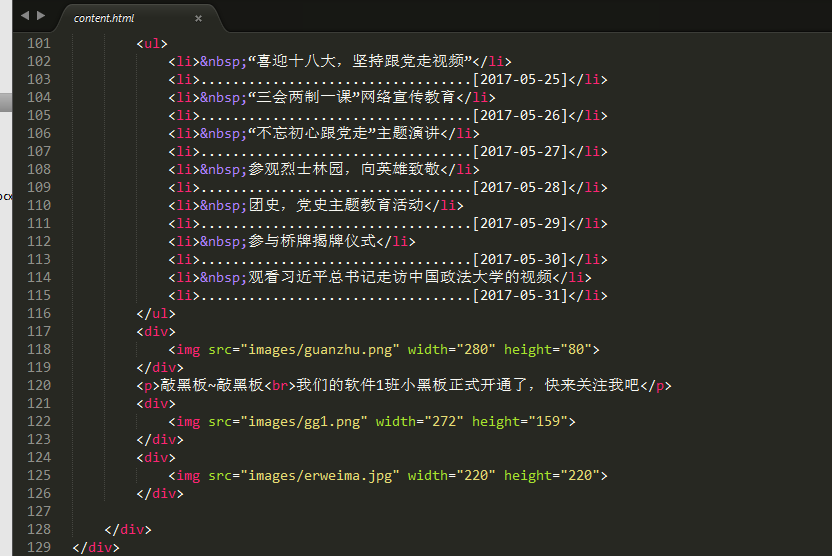 content.html ×
101 <ul>
102 <li>&nbsp;“喜迎十八大，坚持跟党走视频”</li>
103 <li>..................................[2017-05-25]</li>
104 <li>&nbsp;“三会两制一课”网络宣传教育</li>
105 <li>..................................[2017-05-26]</li>
106 <li>&nbsp;“不忘初心跟党走”主题演讲</li>
107 <li>..................................[2017-05-27]</li>
108 <li>&nbsp;参观烈士林园，向英雄致敬</li>
109 <li>..................................[2017-05-28]</li>
110 <li>&nbsp;团史，党史主题教育活动</li>
111 <li>..................................[2017-05-29]</li>
112 <li>&nbsp;参与桥牌揭牌仪式</li>
113 <li>..................................[2017-05-30]</li>
114 <li>&nbsp;观看习近平总书记走访中国政法大学的视频</li>
115 <li>..................................[2017-05-31]</li>
116 </ul>
117 <div>
118 <img src="images/guanzhu.png" width="280" height="80">
119 </div>
120 <p>敲黑板~敲黑板<br>我们的软件1班小黑板正式开通了，快来关注我吧</p>
121 <div>
122 <img src="images/gg1.png" width="272" height="159">
123 </div>
124 <div>
125 <img src="images/erweima.jpg" width="220" height="220">
126 </div>
127
128 </div>
129 </div>